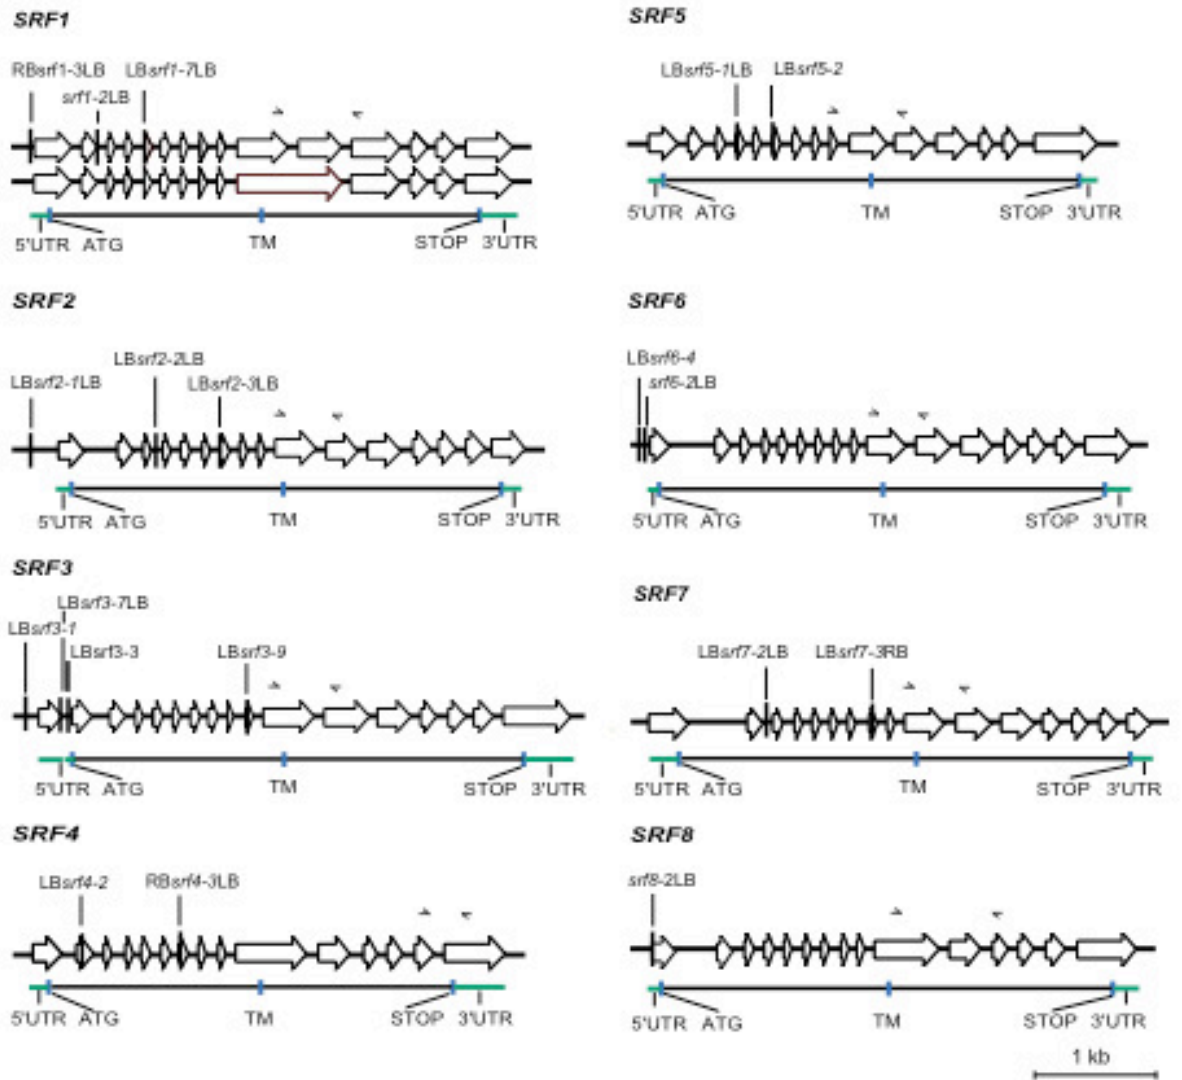 SRF1
RBsrf1-3LB LBsrf1-7LB
srf1-2LB
5'UTR ATG TM STOP 3'UTR
SRF2
LBsrf2-2LB
LBsrf2-1LB LBsrf2-3LB
5'UTR ATG TM STOP 3'UTR
SRF3
LBsrf3-7LB
LBsrf3-1
LBsrf3-3 LBsrf3-9
5'UTR ATG TM STOP 3'UTR
SRF4
LBsrf4-2 RBsrf4-3LB
5'UTR ATG TM STOP 3'UTR
SRF5
LBsrf5-1LB LBsrf5-2
5'UTR ATG TM STOP 3'UTR
SRF6
LBsrf6-4
srf6-2LB
5'UTR ATG TM STOP 3'UTR
SRF7
LBsrf7-2LB LBsrf7-3RB
5'UTR ATG TM STOP 3'UTR
SRF8
srf8-2LB
5'UTR ATG TM STOP 3'UTR
1 kb